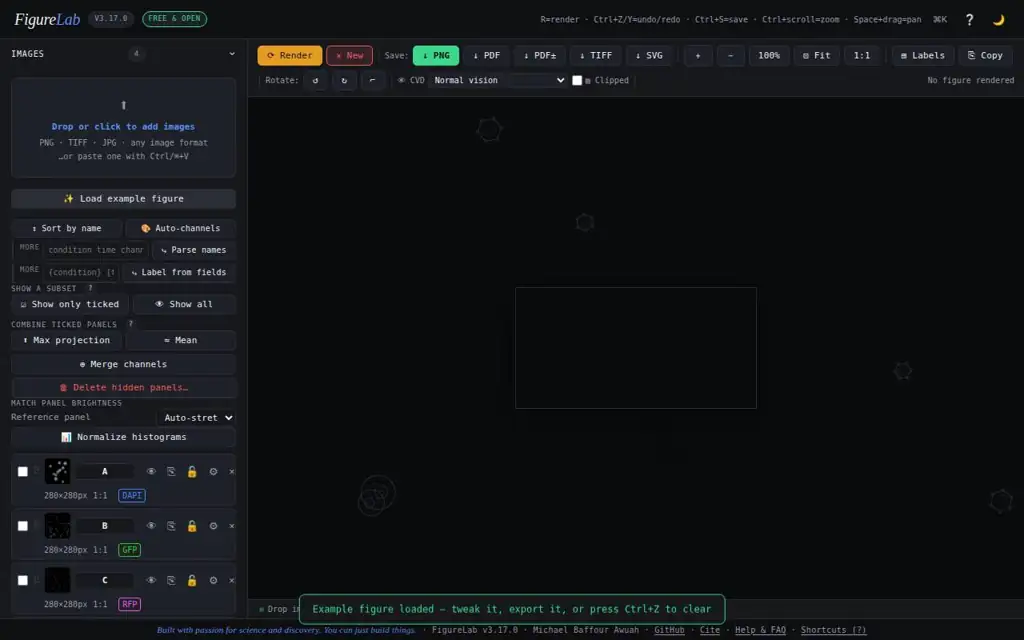 FigureLab V3.17.0 FREE & OPEN R=render · Ctrl+Z/Y=undo/redo · Ctrl+S=save · Ctrl+scroll=zoom · Space+drag=pan ⌘K ?
IMAGES 4
Render × New Save: ↓ PNG ↓ PDF ↓ PDF± ↓ TIFF ↓ SVG + − 100% Fit 1:1 Labels Copy
Rotate: CVD Normal vision Clipped No figure rendered
Drop or click to add images
PNG · TIFF · JPG · any image format
…or paste one with Ctrl/⌘+V
Load example figure
Sort by name Auto-channels
MORE condition time chan Parse names
MORE {condition} Label from fields
SHOW A SUBSET ?
Show only ticked Show all
COMBINE TICKED PANELS ?
Max projection Mean
Merge channels
Delete hidden panels…
MATCH PANEL BRIGHTNESS
Reference panel Auto-stret
Normalize histograms
A
280×280px 1:1 DAPI
B
280×280px 1:1 GFP
C
280×280px 1:1 RFP
Drop i
Example figure loaded — tweak it, export it, or press Ctrl+Z to clear
Built with passion for science and discovery. You can just build things. · FigureLab v3.17.0 · Michael Baffour Awuah · GitHub · Cite · Help & FAQ · Shortcuts (?)